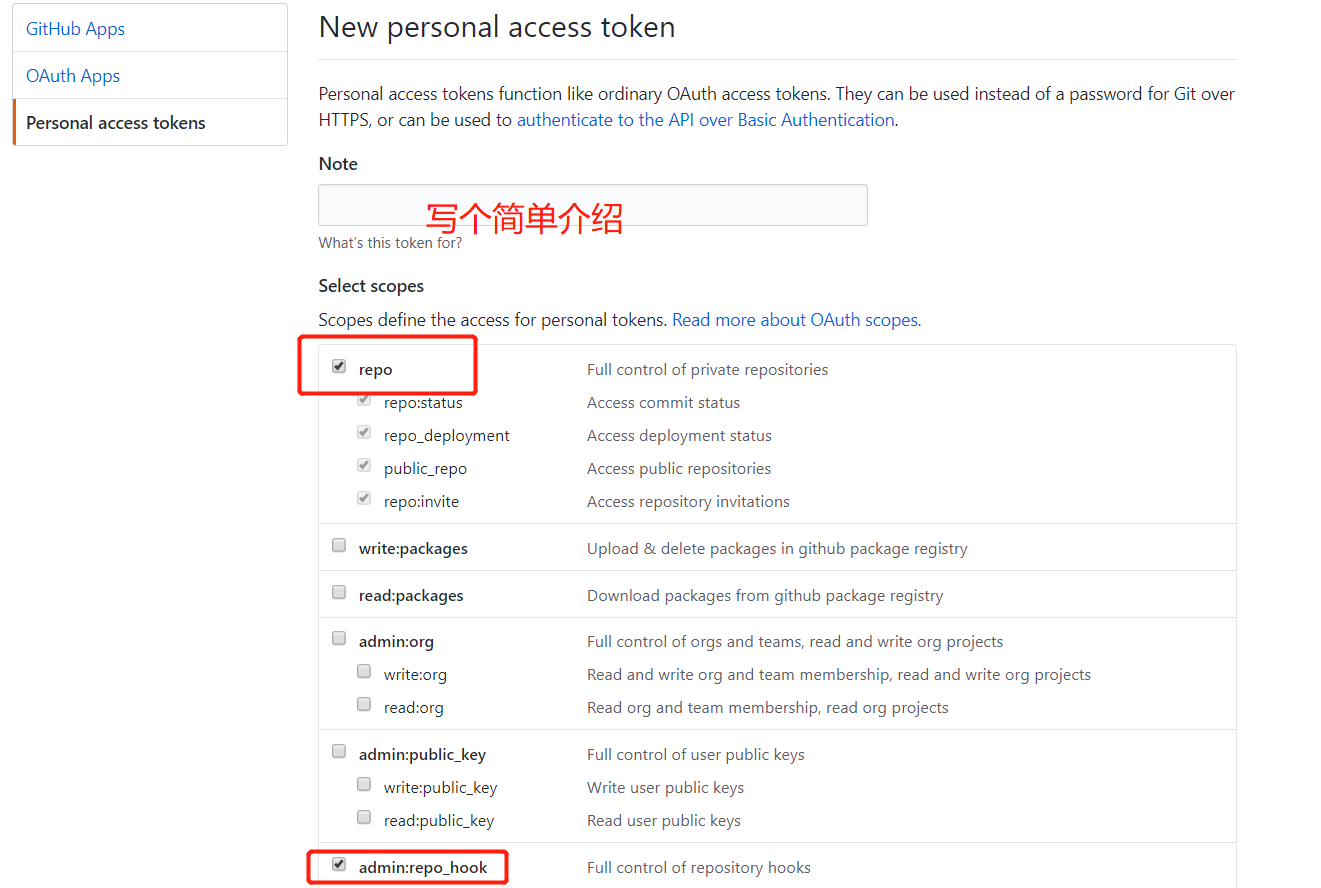 GitHub Apps
OAuth Apps
Personal access tokens
New personal access token
Personal access tokens function like ordinary OAuth access tokens. They can be used instead of a password for Git over
HTTPS, or can be used to authenticate to the API over Basic Authentication.
Note
写个简单介绍
What's this token for?
Select scopes
Scopes define the access for personal tokens. Read more about OAuth scopes.
repo Full control of private repositories
repo:status Access commit status
repo_deployment Access deployment status
public_repo Access public repositories
repo:invite Access repository invitations
write:packages Upload & delete packages in github package registry
read:packages Download packages from github package registry
admin:org Full control of orgs and teams, read and write org projects
write:org Read and write org and team membership, read and write org projects
read:org Read org and team membership, read org projects
admin:public_key Full control of user public keys
write:public_key Write user public keys
read:public_key Read user public keys
admin:repo_hook Full control of repository hooks